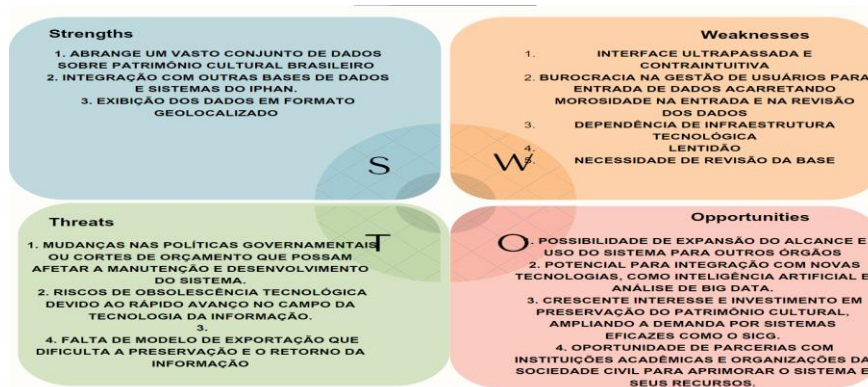 Strengths
1. ABRANGE UM VASTO CONJUNTO DE DADOS
SOBRE PATRIMÔNIO CULTURAL BRASILEIRO
2. INTEGRAÇÃO COM OUTRAS BASES DE DADOS
E SISTEMAS DO IPHAN.
3. EXIBIÇÃO DOS DADOS EM FORMATO
GEOLOCALIZADO
S
Weaknesses
1. INTERFACE ULTRAPASSADA E
CONTRAINTUITIVA
2. BUROCRACIA NA GESTÃO DE USUÁRIOS PARA
ENTRADA DE DADOS ACARRETANDO
MOROSIDADE NA ENTRADA E NA REVISÃO
DOS DADOS
3. DEPENDÊNCIA DE INFRAESTRUTURA
TECNOLÓGICA
4. LENTIDÃO
5. NECESSIDADE DE REVISÃO DA BASE
W
Threats
1. MUDANÇAS NAS POLÍTICAS GOVERNAMENTAIS
OU CORTES DE ORÇAMENTO QUE POSSAM
AFETAR A MANUTENÇÃO E DESENVOLVIMENTO
DO SISTEMA.
2. RISCOS DE OBSOLESCÊNCIA TECNOLÓGICA
DEVIDO AO RÁPIDO AVANÇO NO CAMPO DA
TECNOLOGIA DA INFORMAÇÃO.
3.
4. FALTA DE MODELO DE EXPORTAÇÃO QUE
DIFICULTA A PRESERVAÇÃO E O RETORNO DA
INFORMAÇÃO
T
Opportunities
1. POSSIBILIDADE DE EXPANSÃO DO ALCANCE E
USO DO SISTEMA PARA OUTROS ÓRGÃOS
2. POTENCIAL PARA INTEGRAÇÃO COM NOVAS
TECNOLOGIAS, COMO INTELIGÊNCIA ARTIFICIAL E
ANÁLISE DE BIG DATA.
3. CRESCENTE INTERESSE E INVESTIMENTO EM
PRESERVAÇÃO DO PATRIMÔNIO CULTURAL,
AMPLIANDO A DEMANDA POR SISTEMAS
EFICAZES COMO O SICG.
4. OPORTUNIDADE DE PARCERIAS COM
INSTITUIÇÕES ACADÊMICAS E ORGANIZAÇÕES DA
SOCIEDADE CIVIL PARA APRIMORAR O SISTEMA E
SEUS RECURSOS.
O